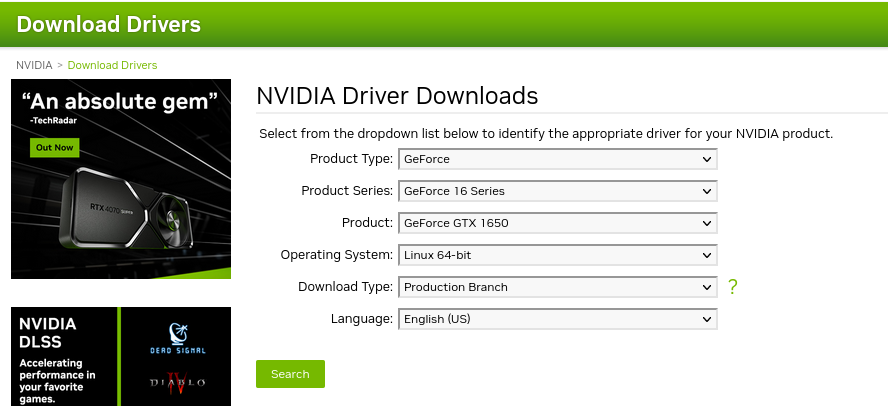 Download Drivers
NVIDIA > Download Drivers
“An absolute gem”
-TechRadar
Out Now
RTX 4070 SUPER
NVIDIA
DLSS
Accelerating
performance in
your favorite
games.
DEAD SIGNAL
DIABLO
IV
NVIDIA Driver Downloads
Select from the dropdown list below to identify the appropriate driver for your NVIDIA product.
Product Type: GeForce
Product Series: GeForce 16 Series
Product: GeForce GTX 1650
Operating System: Linux 64-bit
Download Type: Production Branch ?
Language: English (US)
Search